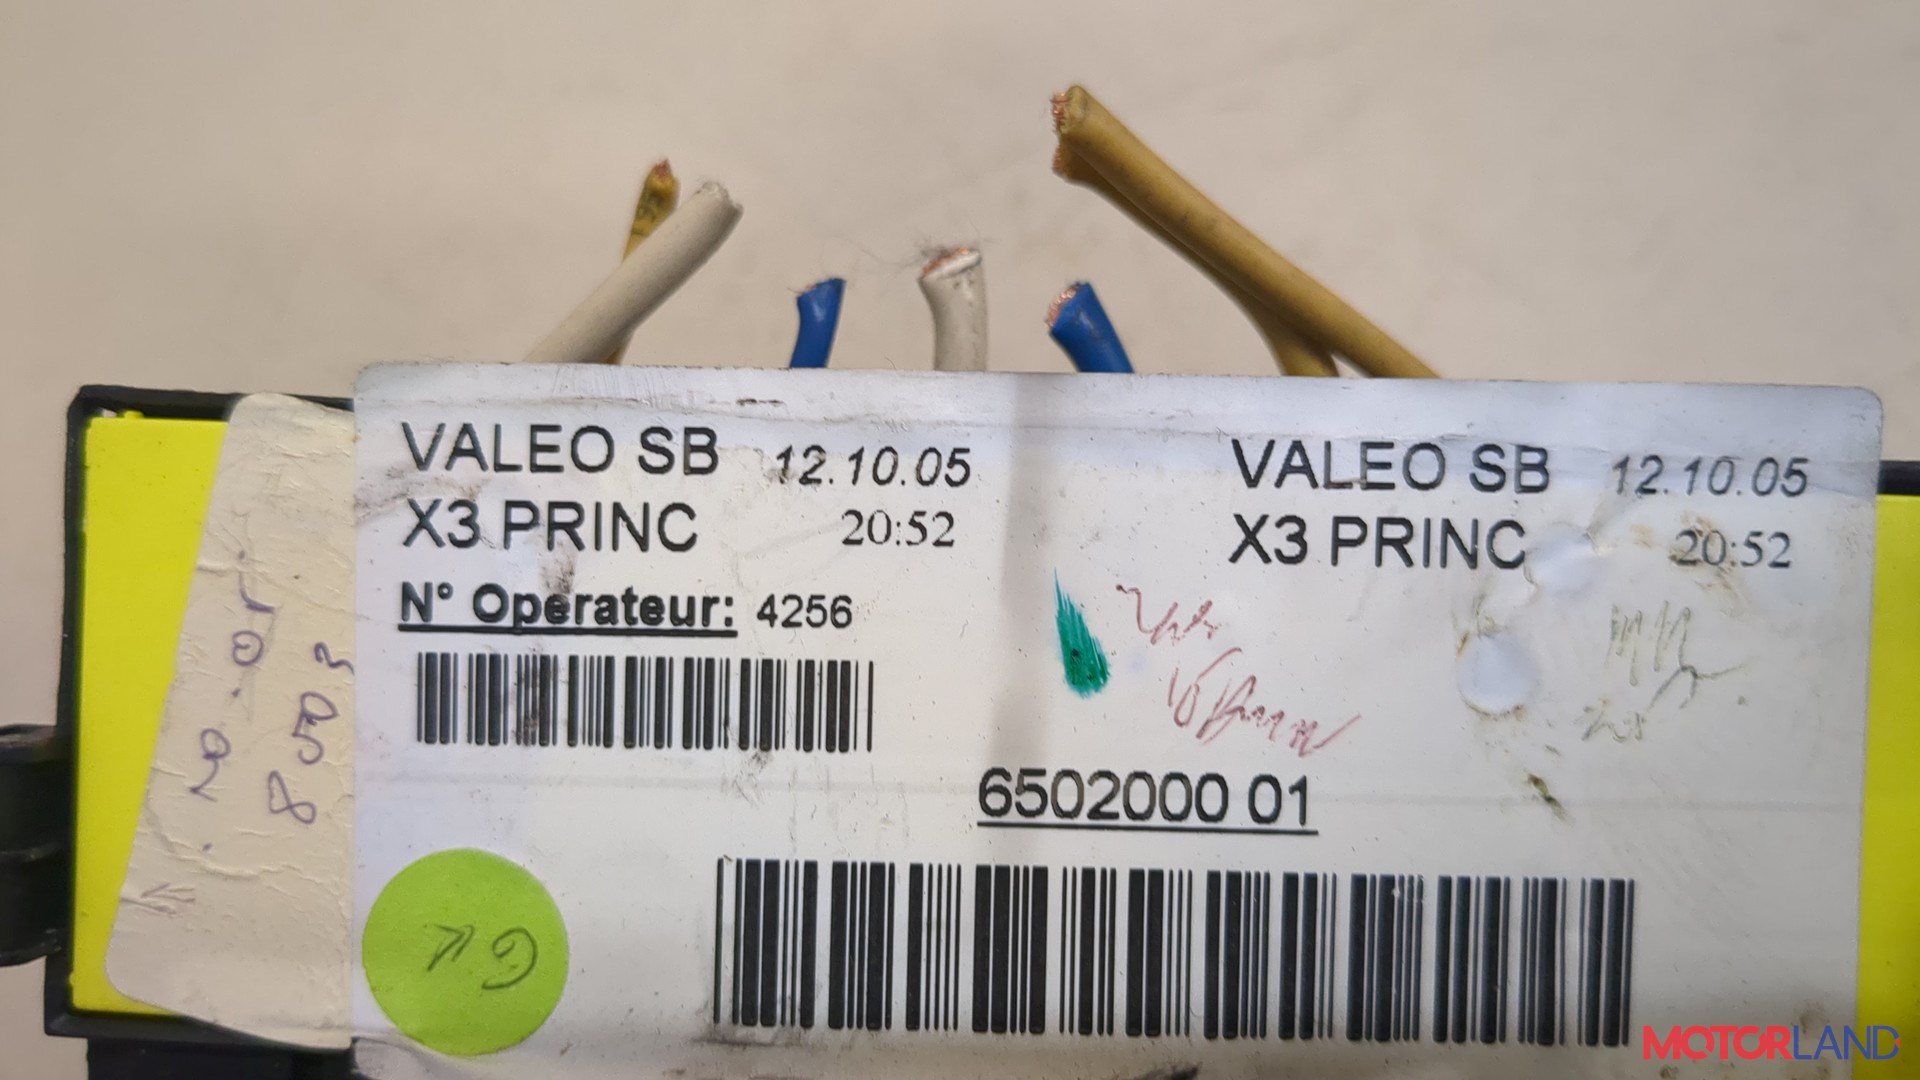 VALEO SB 12.10.05
X3 PRINC 20:52
N° Operateur: 4256
VALEO SB 12.10.05
X3 PRINC 20:52
6502000 01
8503
MOTORLAND